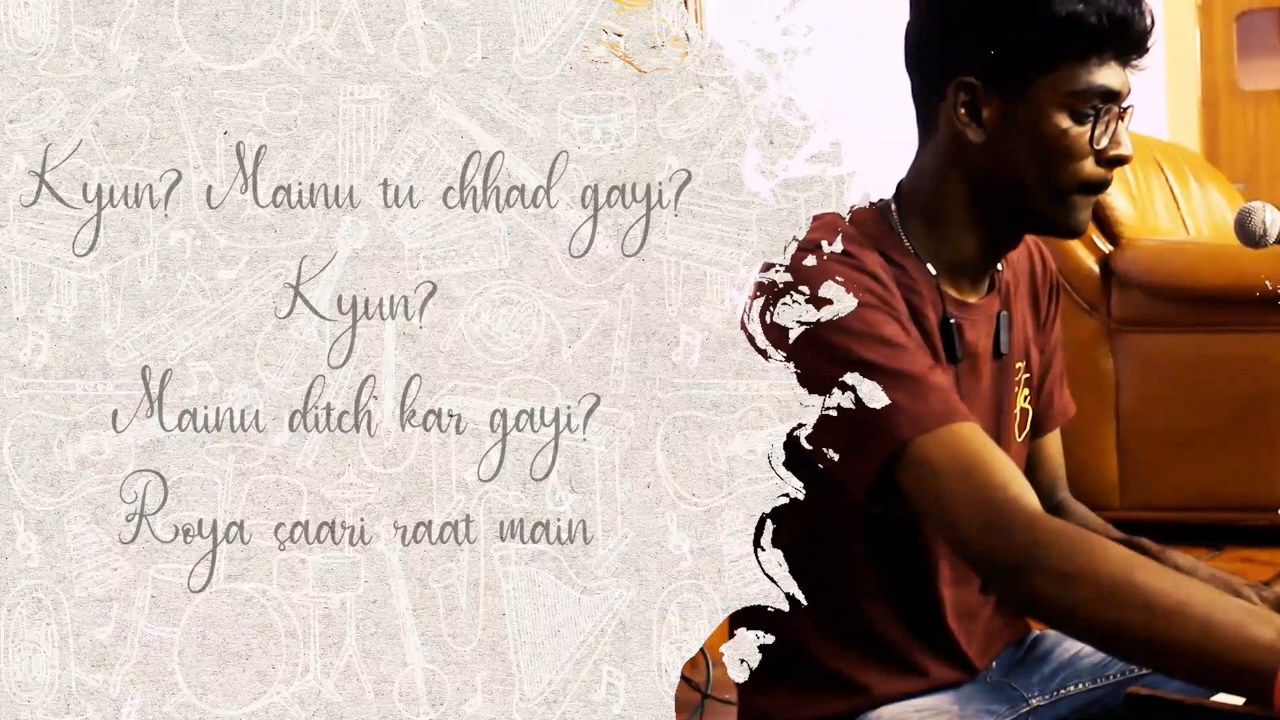 Kyun? Mainu tu chhad gayi?
Kyun?
Mainu ditch kar gayi?
Roya saari raat main